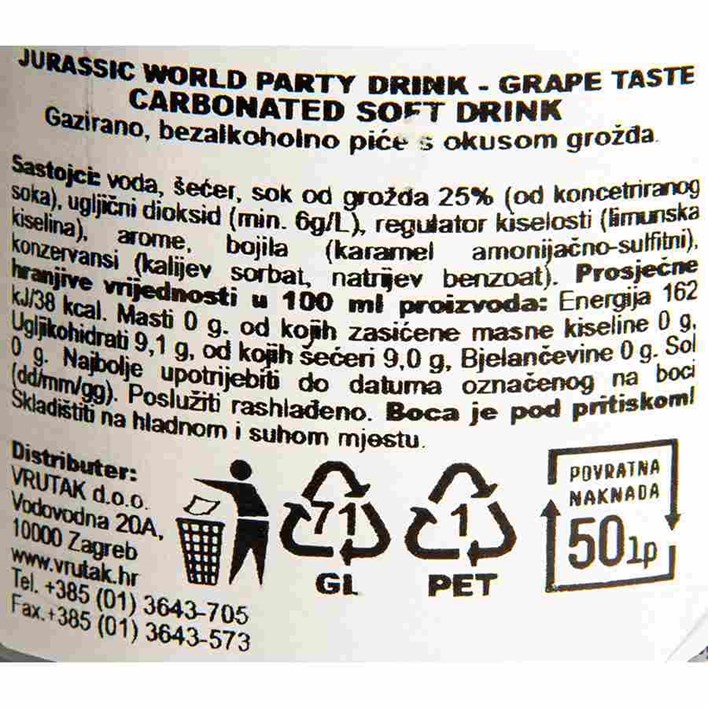 JURASSIC WORLD PARTY DRINK - GRAPE TASTE
CARBONATED SOFT DRINK
Gazirano, bezalkoholno piće s okusom grožđa.
Sastojci: voda, šećer, sok od grožđa 25% (od koncetriranog
soka), ugljični dioksid (min. 6g/L), regulator kiselosti (limunska
kiselina), arome, bojila (karamel amonijačno-sulfitni),
konzervansi (kalijev sorbat, natrijev benzoat). Prosječne
hranjive vrijednosti u 100 ml proizvoda: Energija 162
kJ/38 kcal. Masti 0 g. od kojih zasićene masne kiseline 0 g,
Ugljikohidrati 9,1 g, od kojih šećeri 9,0 g, Bjelančevine 0 g. Sol
0 g. Najbolje upotrijebiti do datuma označenog na boci
(dd/mm/gg). Poslužiti rashlađeno. Boca je pod pritiskom!
Skladištiti na hladnom i suhom mjestu.
Distributer:
VRUTAK d.o.o.
Vodovodna 20A,
10000 Zagreb
www.vrutak.hr
Tel. +385 (01) 3643-705
Fax.+385 (01) 3643-573
71
GL
1
PET
POVRATNA
NAKNADA
50lp